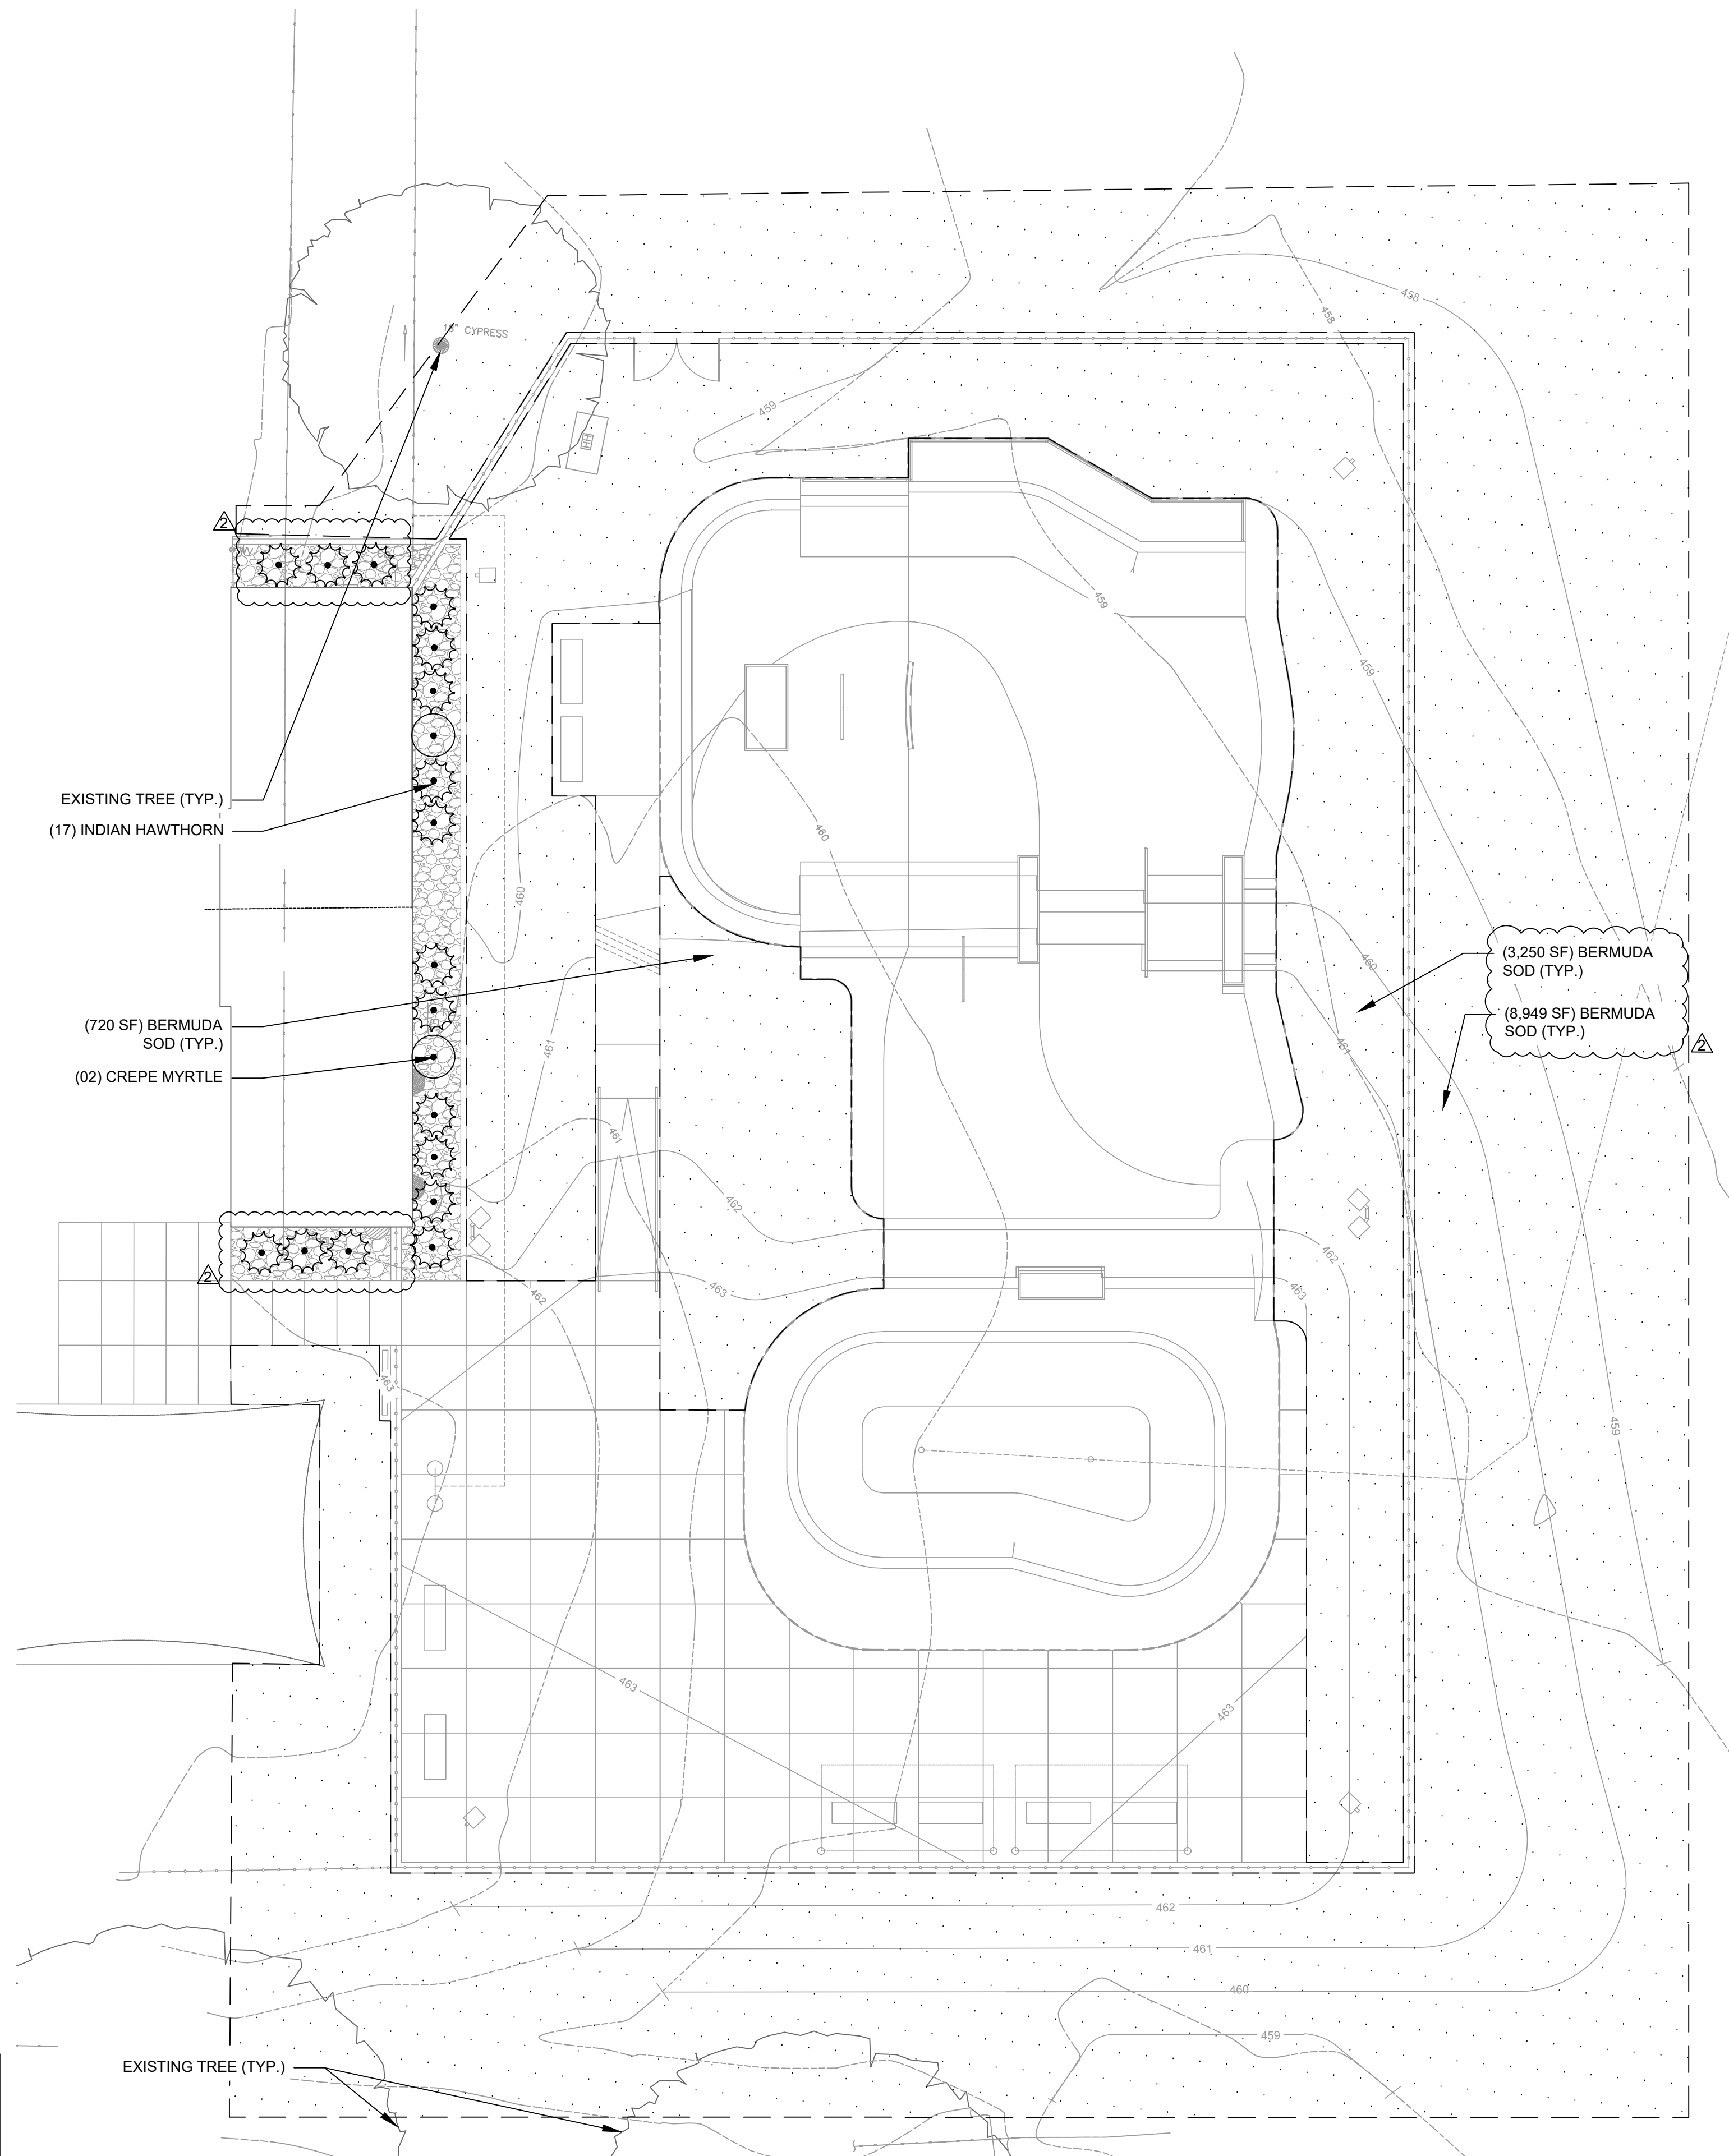 458
458
18" CYPRESS
459
2
459
459
EXISTING TREE (TYP.)
(17) INDIAN HAWTHORN
460
460
(3,250 SF) BERMUDA
SOD (TYP.)
460
(8,949 SF) BERMUDA
SOD (TYP.)
2
(720 SF) BERMUDA
SOD (TYP.)
461
461
(02) CREPE MYRTLE
461
462
462
2
463
463
462
463
459
463
463
462
461
460
459
EXISTING TREE (TYP.)